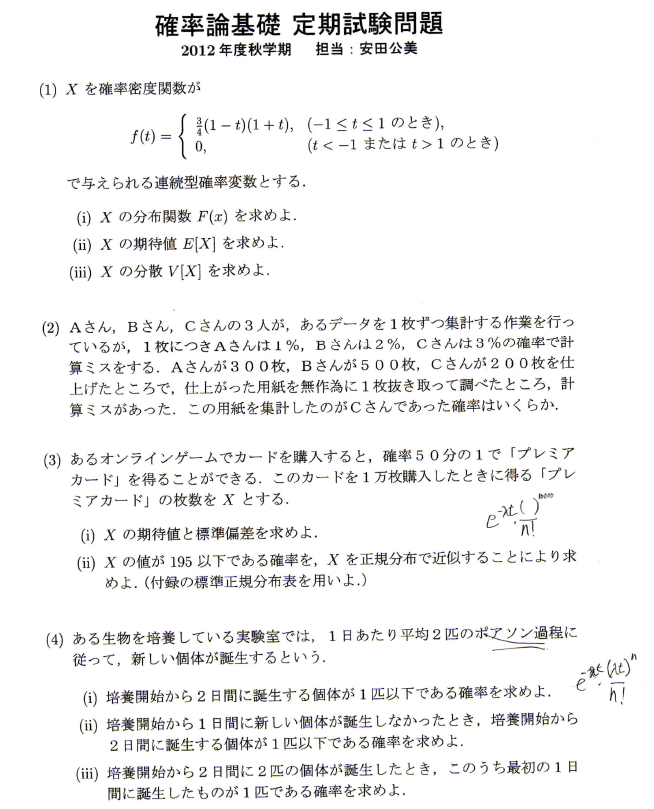 確率論基礎 定期試験問題
2012年度秋学期 担当：安田公美
(1) X を確率密度関数が
f(t) = { 3/4(1 − t)(1 + t), (−1 ≤ t ≤ 1 のとき),
0, (t < −1 または t > 1 のとき)
で与えられる連続型確率変数とする．
(i) X の分布関数 F(x) を求めよ．
(ii) X の期待値 E[X] を求めよ．
(iii) X の分散 V[X] を求めよ．
(2) Ａさん，Ｂさん，Ｃさんの３人が，あるデータを１枚ずつ集計する作業を行っ
ているが，１枚につきＡさんは１％，Ｂさんは２％，Ｃさんは３％の確率で計
算ミスをする．Ａさんが３００枚，Ｂさんが５００枚，Ｃさんが２００枚を仕
上げたところで，仕上がった用紙を無作為に１枚抜き取って調べたところ，計
算ミスがあった．この用紙を集計したのがＣさんであった確率はいくらか．
(3) あるオンラインゲームでカードを購入すると，確率５０分の１で「プレミア
カード」を得ることができる．このカードを１万枚購入したときに得る「プレ
ミアカード」の枚数を X とする．
(i) X の期待値と標準偏差を求めよ．
e^-λt · ( ) / n!
(ii) X の値が 195 以下である確率を，X を正規分布で近似することにより求
めよ．（付録の標準正規分布表を用いよ．）
(4) ある生物を培養している実験室では，１日あたり平均２匹のポアソン過程に
従って，新しい個体が誕生するという．
(i) 培養開始から２日間に誕生する個体が１匹以下である確率を求めよ．
e^-λt · (λt)^n / n!
(ii) 培養開始から１日間に新しい個体が誕生しなかったとき，培養開始から
２日間に誕生する個体が１匹以下である確率を求めよ．
(iii) 培養開始から２日間に２匹の個体が誕生したとき，このうち最初の１日
間に誕生したものが１匹である確率を求めよ．